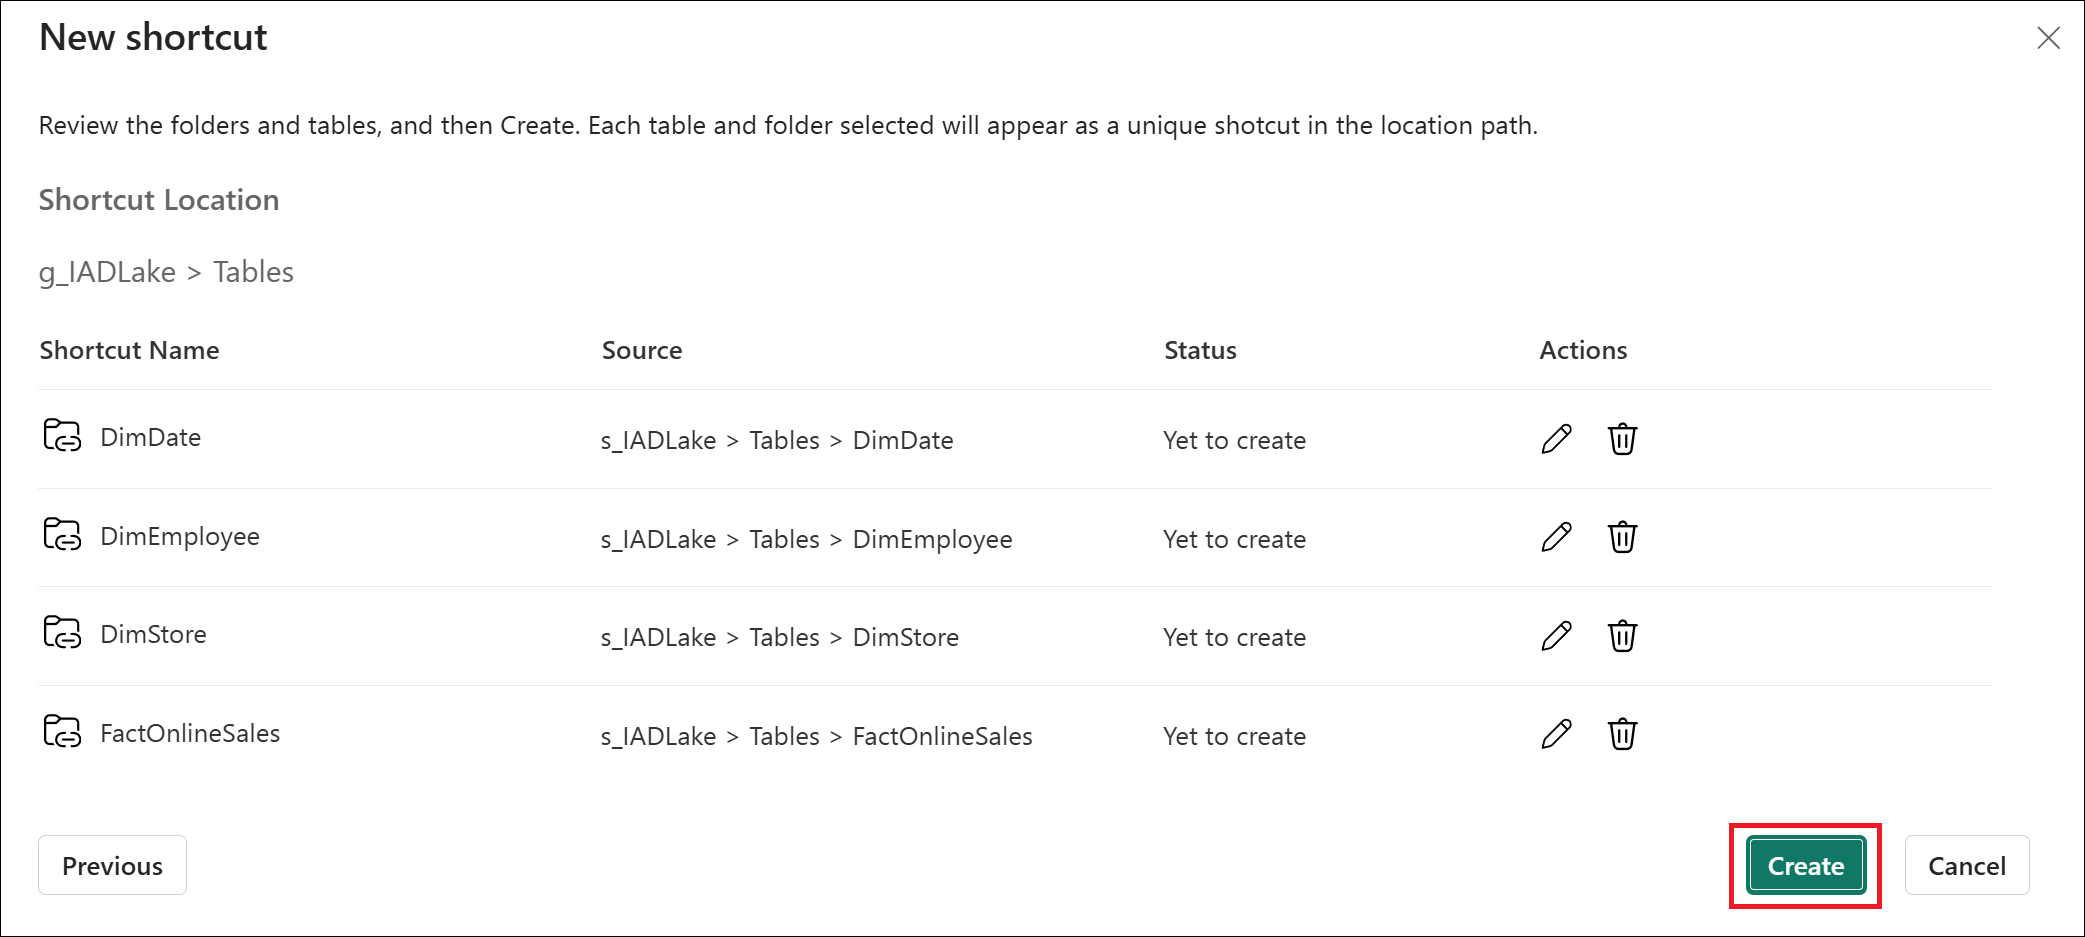 New shortcut
Review the folders and tables, and then Create. Each table and folder selected will appear as a unique shotcut in the location path.
Shortcut Location
g_IADLake > Tables
Shortcut Name Source Status Actions
DimDate s_IADLake > Tables > DimDate Yet to create
DimEmployee s_IADLake > Tables > DimEmployee Yet to create
DimStore s_IADLake > Tables > DimStore Yet to create
FactOnlineSales s_IADLake > Tables > FactOnlineSales Yet to create
Previous Create Cancel